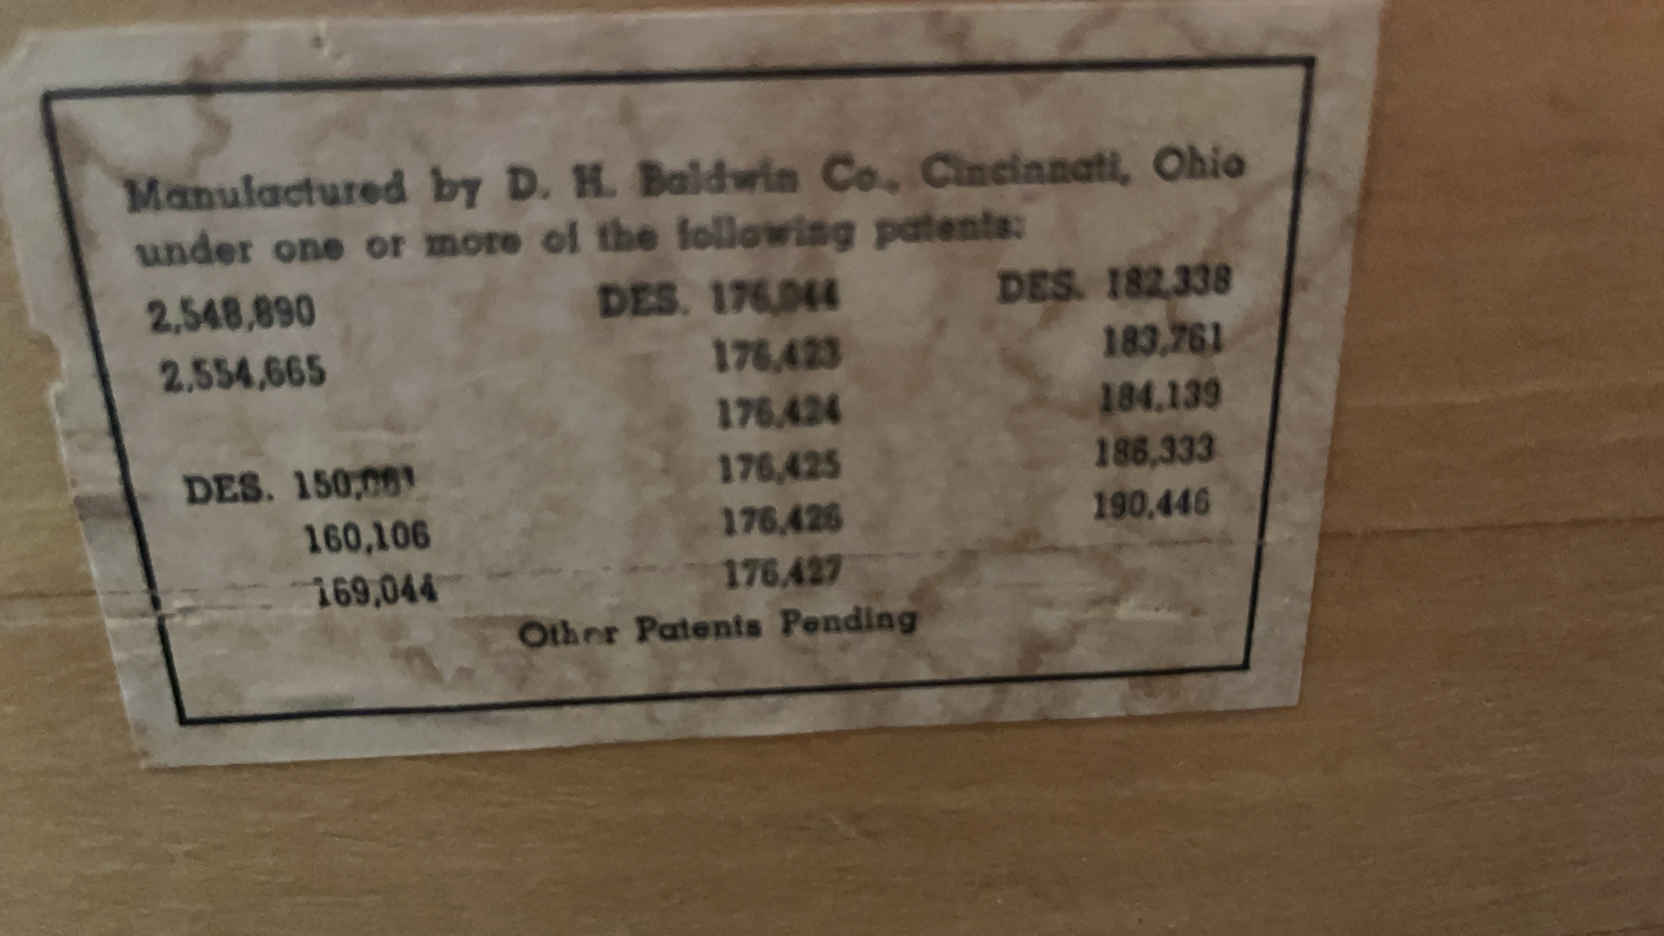 Manufactured by D. H. Baldwin Co., Cincinnati, Ohio
under one or more of the following patents:
2,548,890 DES. 176,044 DES. 182,338
2,554,665 176,423 183,761
176,424 184,139
DES. 176,425 186,333
160,106 176,426 190,446
169,044 176,427
Other Patents Pending